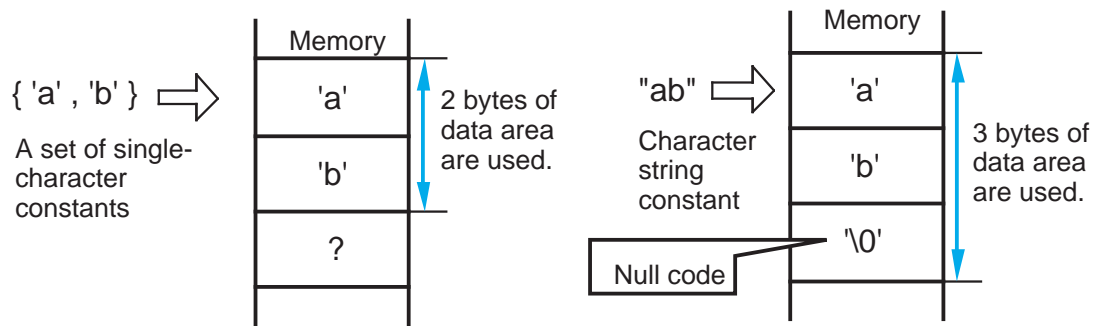 Memory
{ 'a' , 'b' }
A set of single-
character
constants
'a'
'b'
?
2 bytes of
data area
are used.
Memory
"ab"
Character
string
constant
'a'
'b'
'\0'
Null code
3 bytes of
data area
are used.